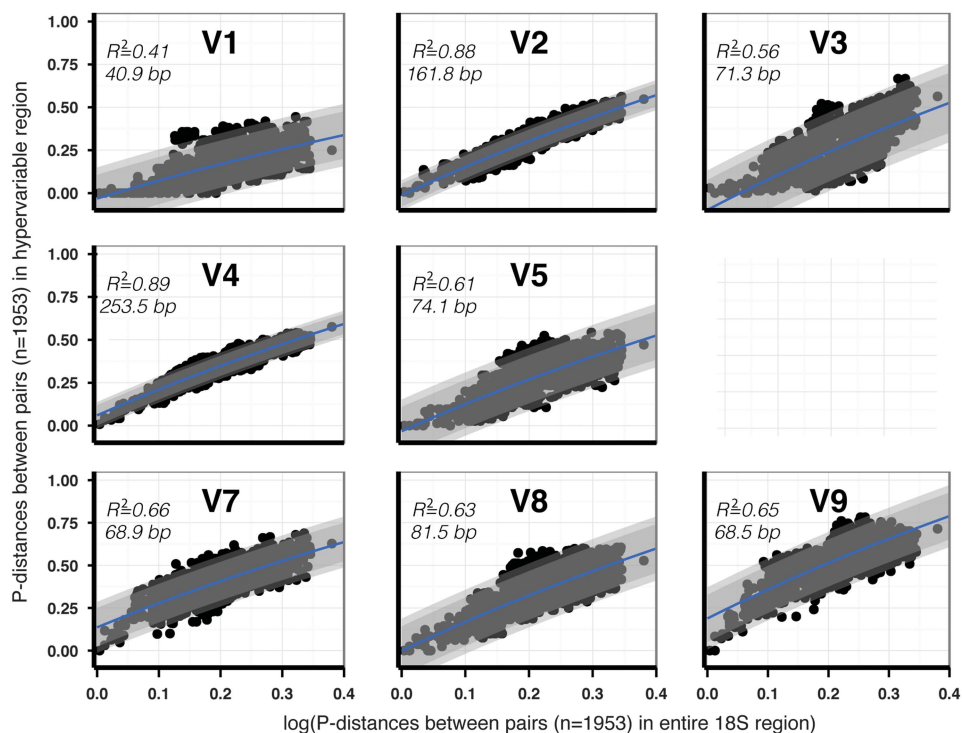 P-distances between pairs (n=1953) in hypervariable region
V1
R²=0.41
40.9 bp
V2
R²=0.88
161.8 bp
V3
R²=0.56
71.3 bp
1.00
0.75
0.50
0.25
0.00
V4
R²=0.89
253.5 bp
V5
R²=0.61
74.1 bp
1.00
0.75
0.50
0.25
0.00
V7
R²=0.66
68.9 bp
V8
R²=0.63
81.5 bp
V9
R²=0.65
68.5 bp
1.00
0.75
0.50
0.25
0.00
0.0 0.1 0.2 0.3 0.4 0.0 0.1 0.2 0.3 0.4 0.0 0.1 0.2 0.3 0.4
log(P-distances between pairs (n=1953) in entire 18S region)